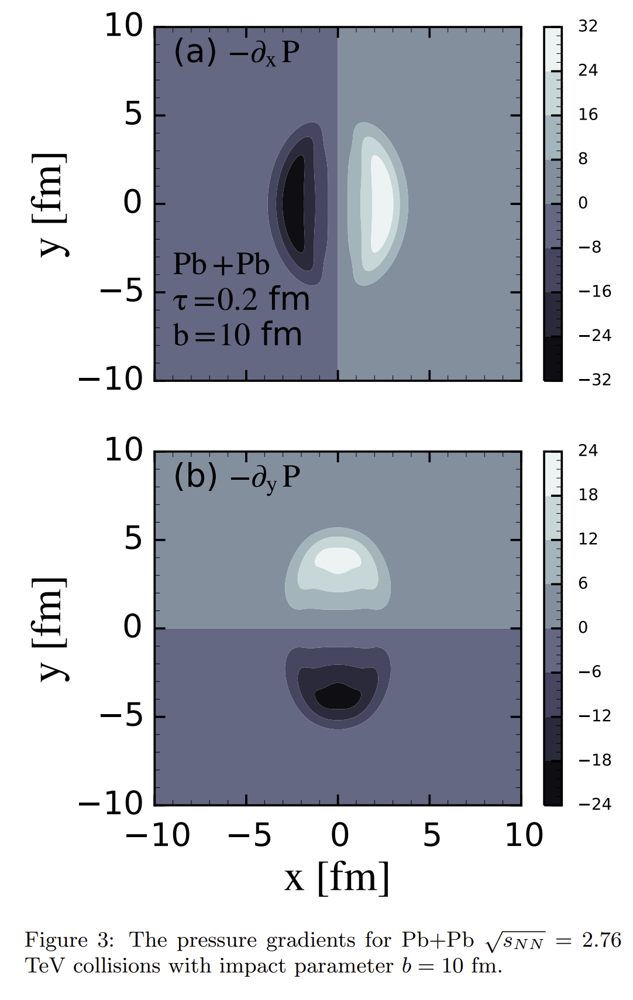 10
(a) −∂ₓP
5
0
−5
−10
y [fm]
Pb+Pb
τ=0.2 fm
b=10 fm
32
24
16
8
0
−8
−16
−24
−32
10
(b) −∂yP
5
0
−5
−10
y [fm]
24
18
12
6
0
−6
−12
−18
−24
−10 −5 0 5 10
x [fm]
Figure 3: The pressure gradients for Pb+Pb √sNN = 2.76
TeV collisions with impact parameter b = 10 fm.